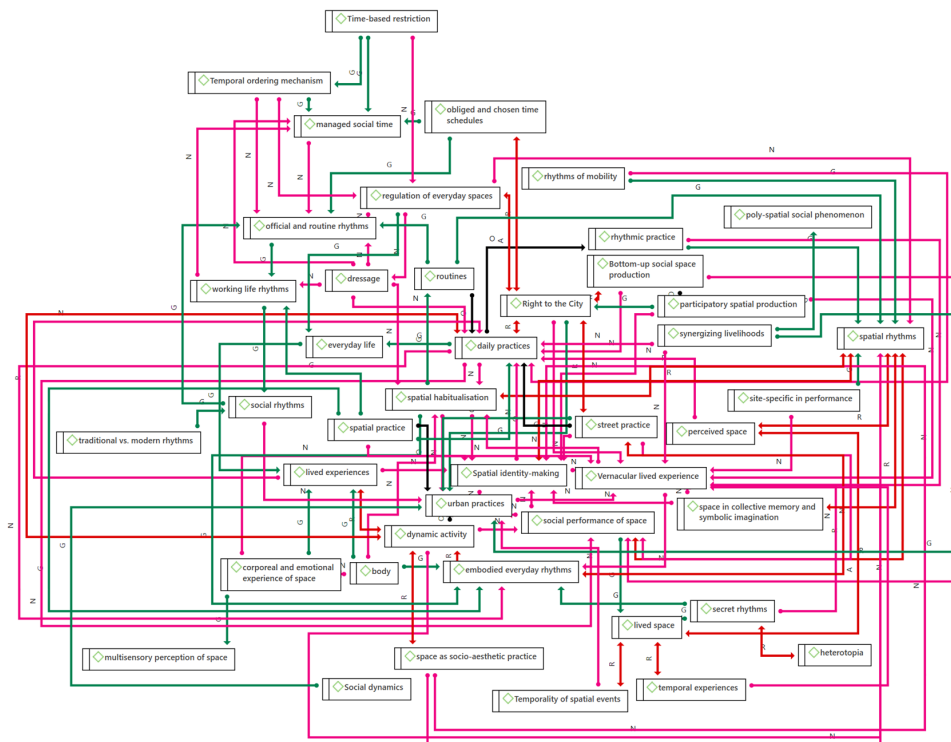 Time-based restriction
Temporal ordering mechanism
managed social time
obliged and chosen time
schedules
rhythms of mobility
regulation of everyday spaces
poly-spatial social phenomenon
official and routine rhythms
rhythmic practice
Bottom-up social space
production
working life rhythms
dressage
routines
Right to the City
participatory spatial production
synergizing livelihoods
spatial rhythms
everyday life
daily practices
social rhythms
spatial habitualisation
site-specific in performance
traditional vs. modern rhythms
spatial practice
street practice
perceived space
lived experiences
Spatial identity-making
Vernacular lived experience
urban practices
space in collective memory and
symbolic imagination
dynamic activity
social performance of space
corporeal and emotional
experience of space
body
embodied everyday rhythms
secret rhythms
lived space
multisensory perception of space
space as socio-aesthetic practice
heterotopia
Social dynamics
Temporality of spatial events
temporal experiences